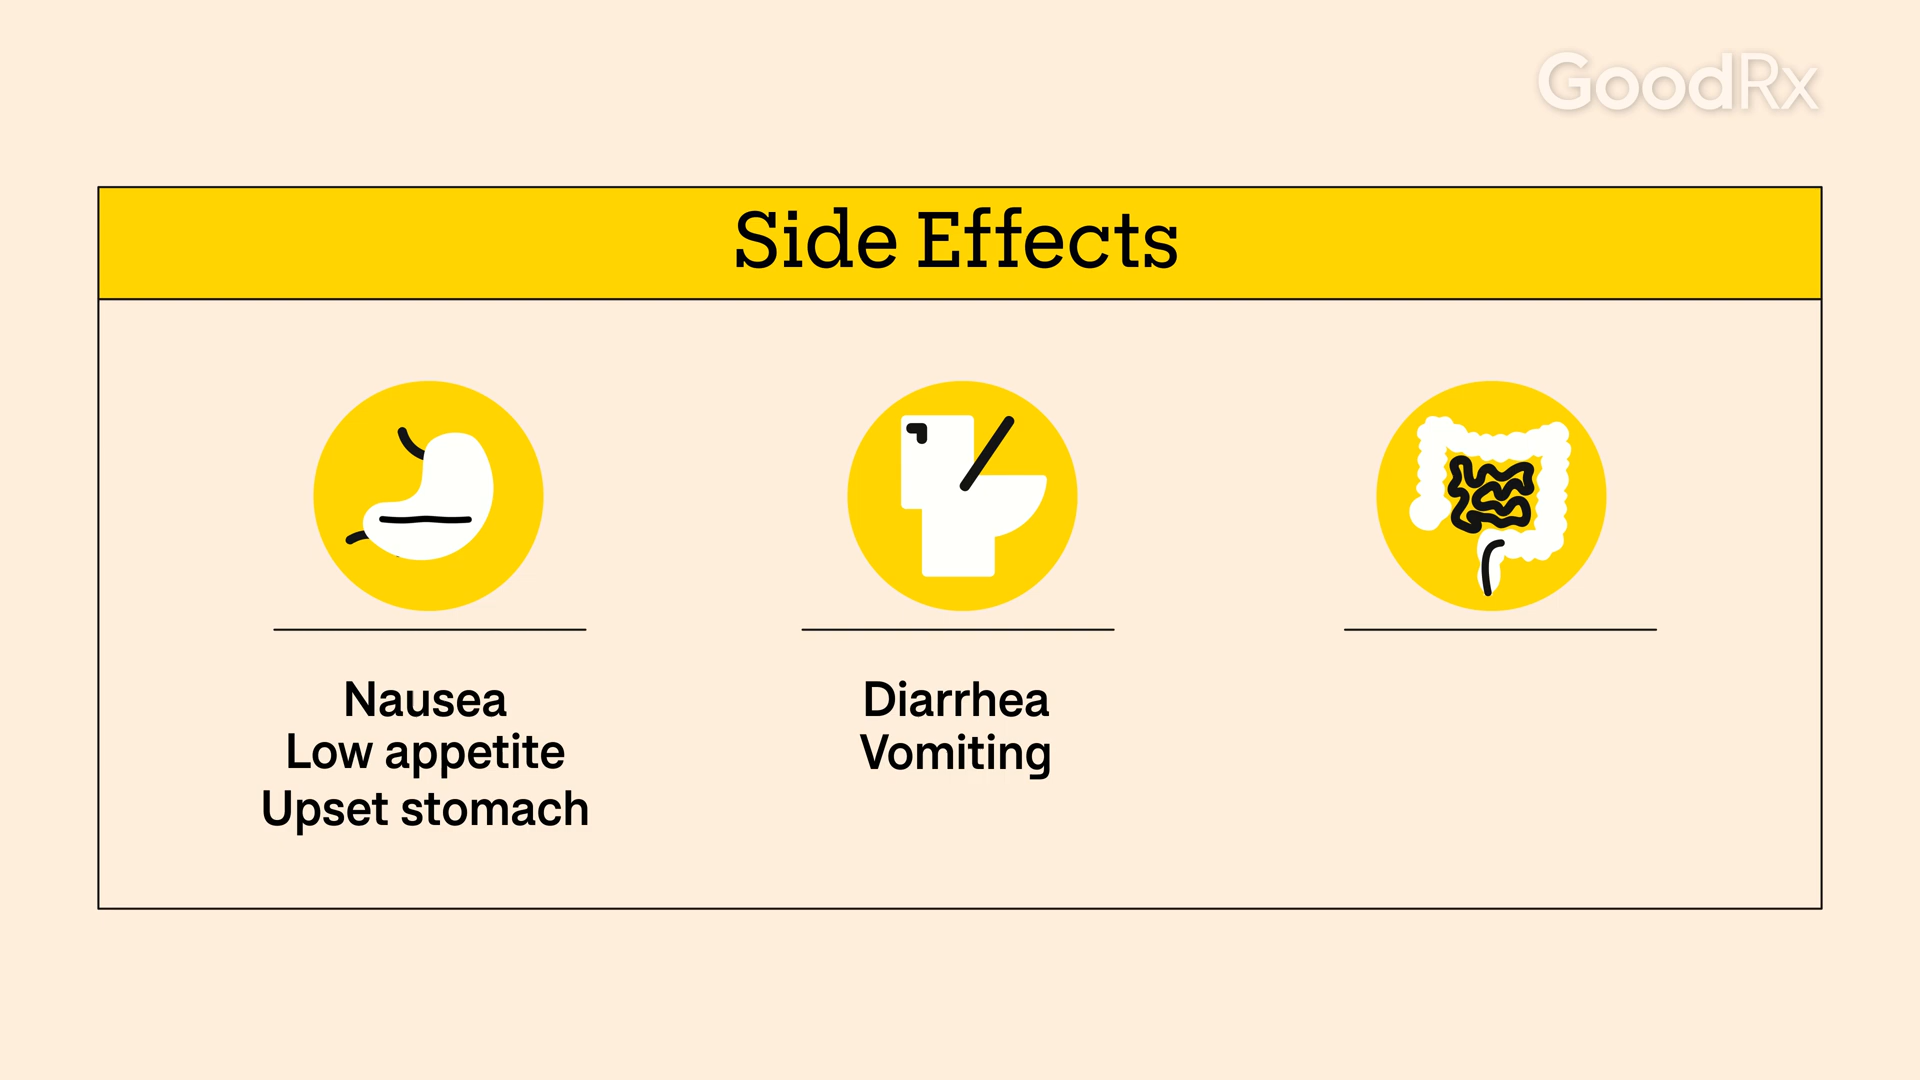 GoodRx
Side Effects
Nausea
Low appetite
Upset stomach
Diarrhea
Vomiting